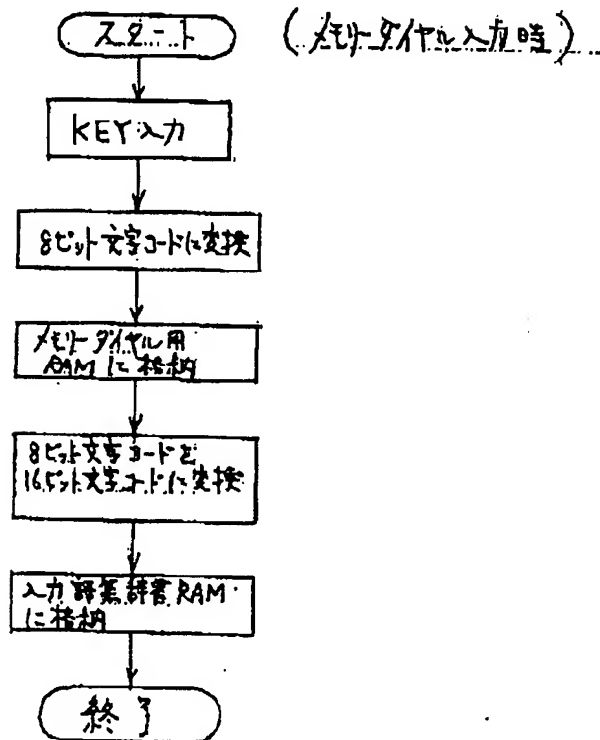 スタート
(メモリーダイヤル入力時)
KEY入力
8ビット文字コードに変換
メモリーダイヤル用
RAMに格納
8ビット文字コードを
16ビット文字コードに変換
入力語彙辞書RAM
に格納
終了